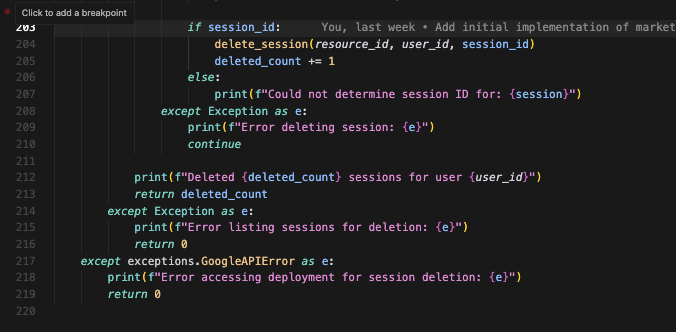 Click to add a breakpoint
203 if session_id: You, last week • Add initial implementation of market
204 delete_session(resource_id, user_id, session_id)
205 deleted_count += 1
206 else:
207 print(f"Could not determine session ID for: {session}")
208 except Exception as e:
209 print(f"Error deleting session: {e}")
210 continue
211
212 print(f"Deleted {deleted_count} sessions for user {user_id}")
213 return deleted_count
214 except Exception as e:
215 print(f"Error listing sessions for deletion: {e}")
216 return 0
217 except exceptions.GoogleAPIError as e:
218 print(f"Error accessing deployment for session deletion: {e}")
219 return 0
220